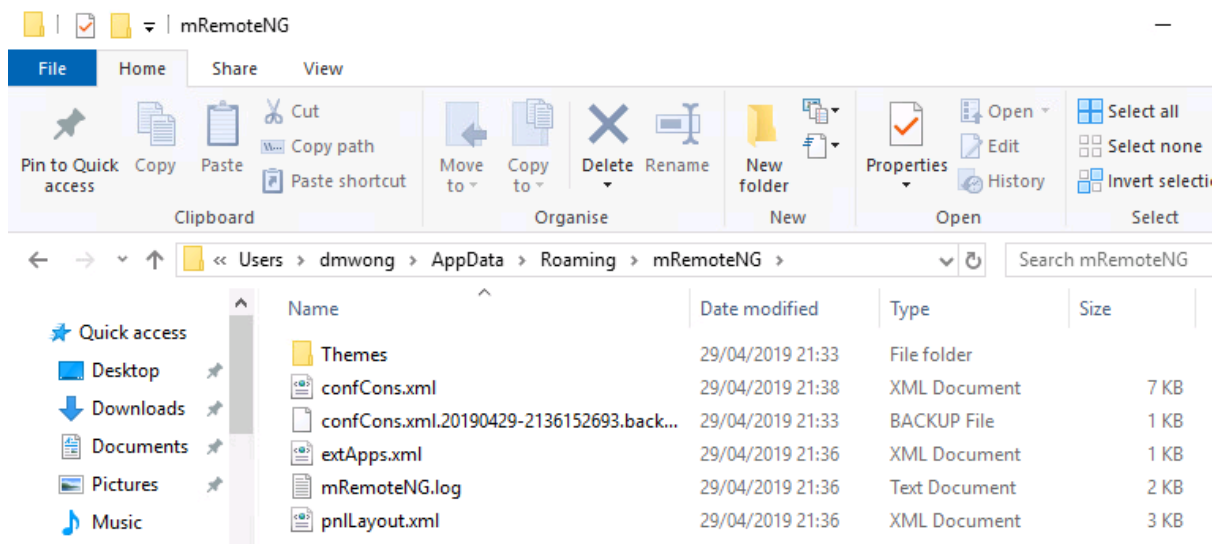 mRemoteNG
File Home Share View
Pin to Quick access
Copy
Paste
Cut
Copy path
Paste shortcut
Clipboard
Move to
Copy to
Delete
Rename
Organise
New folder
New
Properties
Open
Edit
History
Open
Select all
Select none
Invert selecti
Select
« Users > dmwong > AppData > Roaming > mRemoteNG >
Search mRemoteNG
Quick access
Desktop
Downloads
Documents
Pictures
Music
Name Date modified Type Size
Themes 29/04/2019 21:33 File folder
confCons.xml 29/04/2019 21:38 XML Document 7 KB
confCons.xml.20190429-2136152693.back... 29/04/2019 21:33 BACKUP File 1 KB
extApps.xml 29/04/2019 21:36 XML Document 1 KB
mRemoteNG.log 29/04/2019 21:36 Text Document 2 KB
pnlLayout.xml 29/04/2019 21:36 XML Document 3 KB